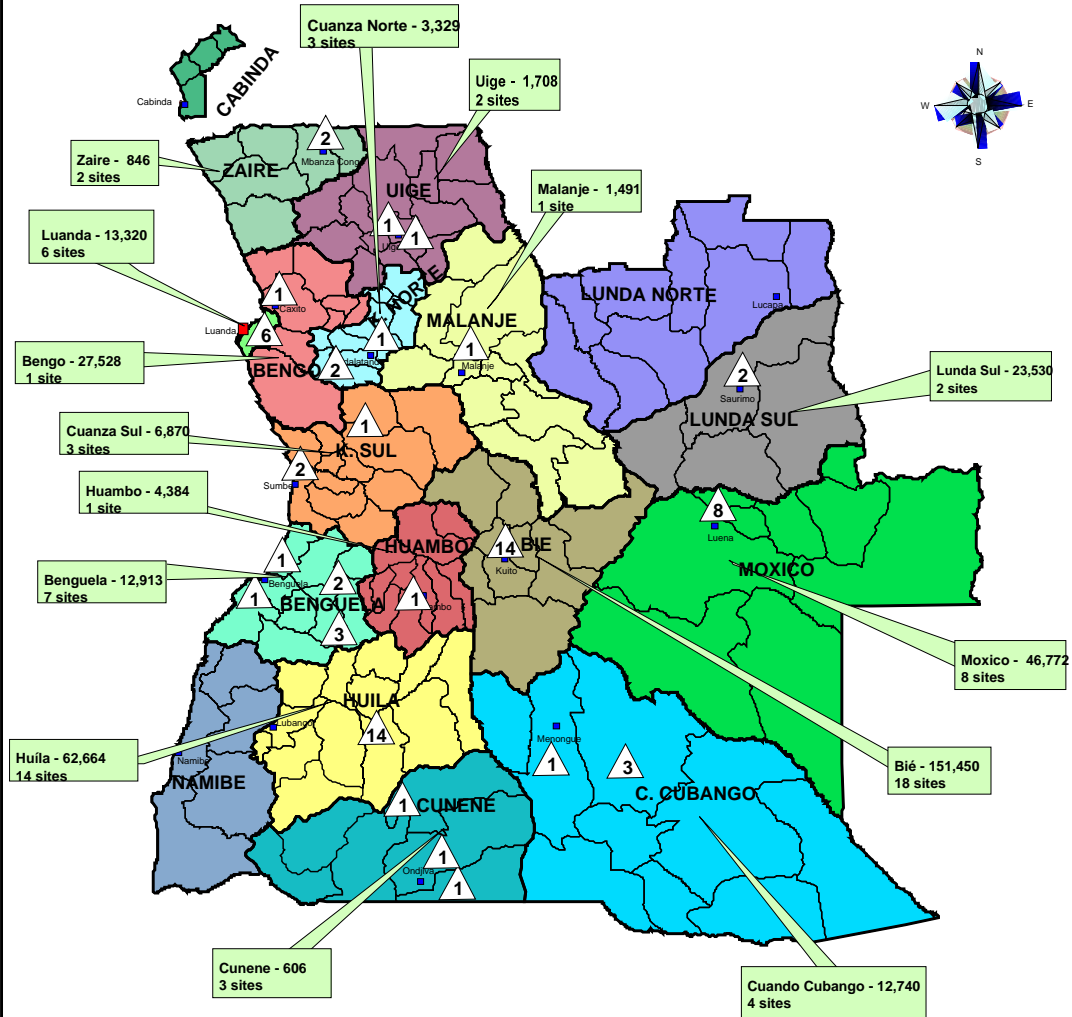 Cuanza Norte - 3,329
3 sites
CABINDA
Cabinda
N
W
E
S
Uige - 1,708
2 sites
Zaire - 846
2 sites
ZAIRE
2
Mbanza Cong
UIGE
1
1
Uig
Malanje - 1,491
1 site
Luanda - 13,320
6 sites
1
Caxito
K. NORTE
LUNDA NORTE
Lucapa
Luanda
6
MALANJE
1
1
Malanje
Bengo - 27,528
1 site
BENGO
2
dalatand
2
Saurimo
LUNDA SUL
Lunda Sul - 23,530
2 sites
Cuanza Sul - 6,870
3 sites
1
K. SUL
2
Sumbe
Huambo - 4,384
1 site
8
Luena
HUAMBO
14
BIE
Kuito
MOXICO
Benguela - 12,913
7 sites
1
Benguela
2
1
BENGUELA
1
mbo
3
Moxico - 46,772
8 sites
HUILA
Lubango
14
Huíla - 62,664
14 sites
Namibe
NAMIBE
Menongue
1
3
C. CUBANGO
Bié - 151,450
18 sites
1
CUNENE
1
Ondjiva
1
Cunene - 606
3 sites
Cuando Cubango - 12,740
4 sites